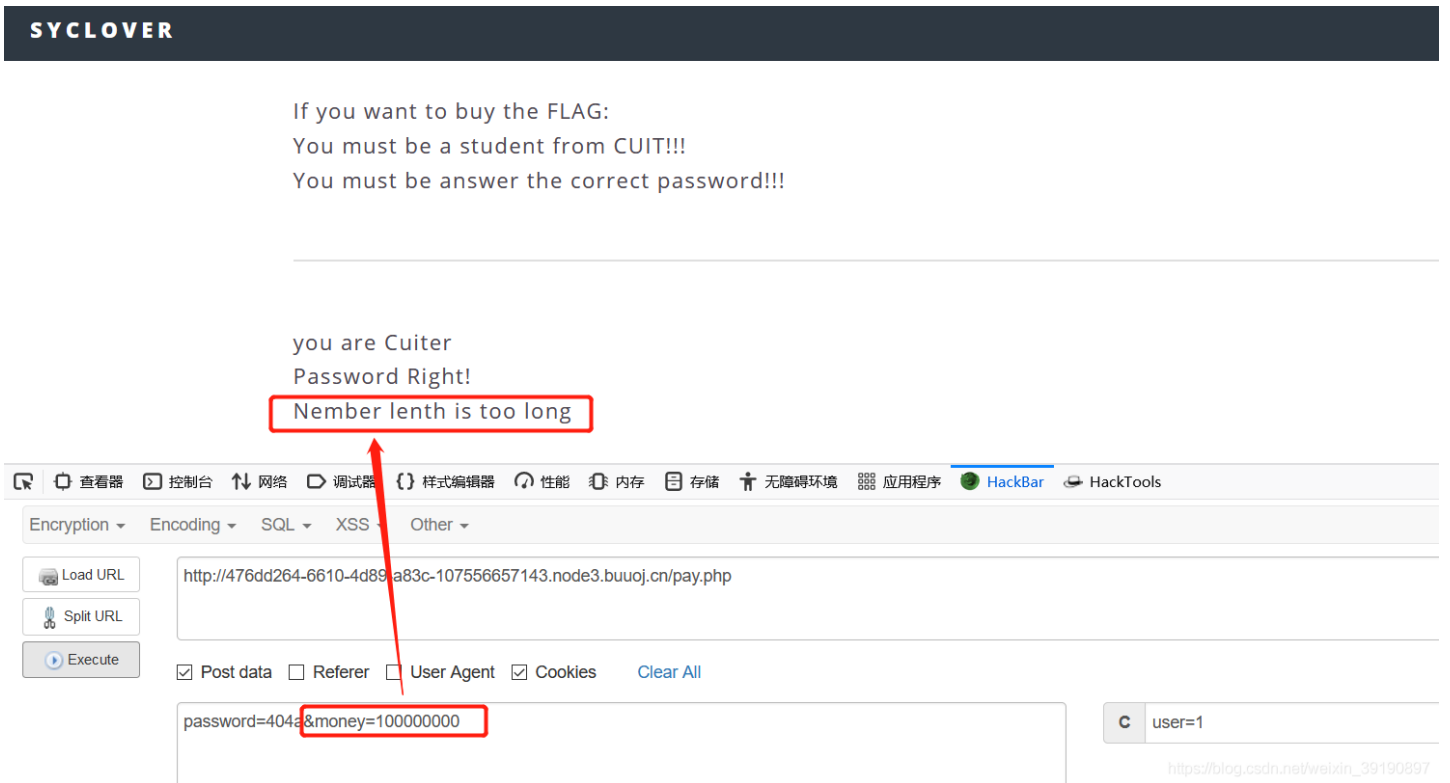 SYCLOVER
If you want to buy the FLAG:
You must be a student from CUIT!!!
You must be answer the correct password!!!
you are Cuiter
Password Right!
Nember lenth is too long
查看器 控制台 网络 调试器 样式编辑器 性能 内存 存储 无障碍环境 应用程序 HackBar HackTools
Encryption Encoding SQL XSS Other
Load URL
http://476dd264-6610-4d89-a83c-107556657143.node3.buuoj.cn/pay.php
Split URL
Execute
Post data Referer User Agent Cookies Clear All
password=404a&money=100000000
C user=1
https://blog.csdn.net/weixin_39190897